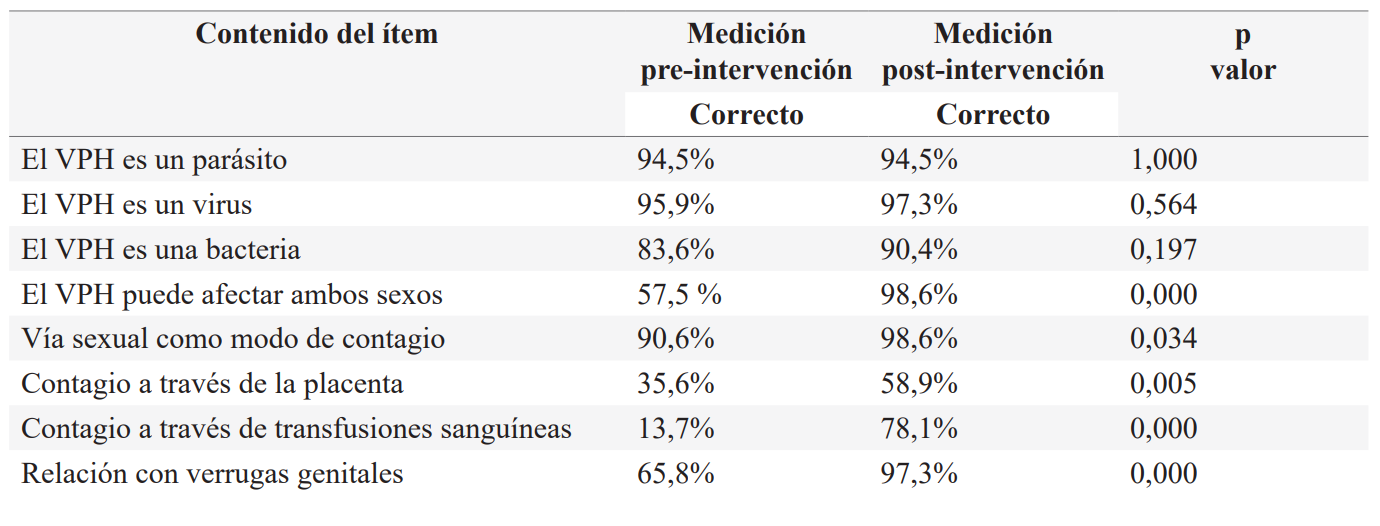 Contenido del ítem Medición Medición p
pre-intervención post-intervención valor
Correcto Correcto
El VPH es un parásito 94,5% 94,5% 1,000
El VPH es un virus 95,9% 97,3% 0,564
El VPH es una bacteria 83,6% 90,4% 0,197
El VPH puede afectar ambos sexos 57,5 % 98,6% 0,000
Vía sexual como modo de contagio 90,6% 98,6% 0,034
Contagio a través de la placenta 35,6% 58,9% 0,005
Contagio a través de transfusiones sanguíneas 13,7% 78,1% 0,000
Relación con verrugas genitales 65,8% 97,3% 0,000